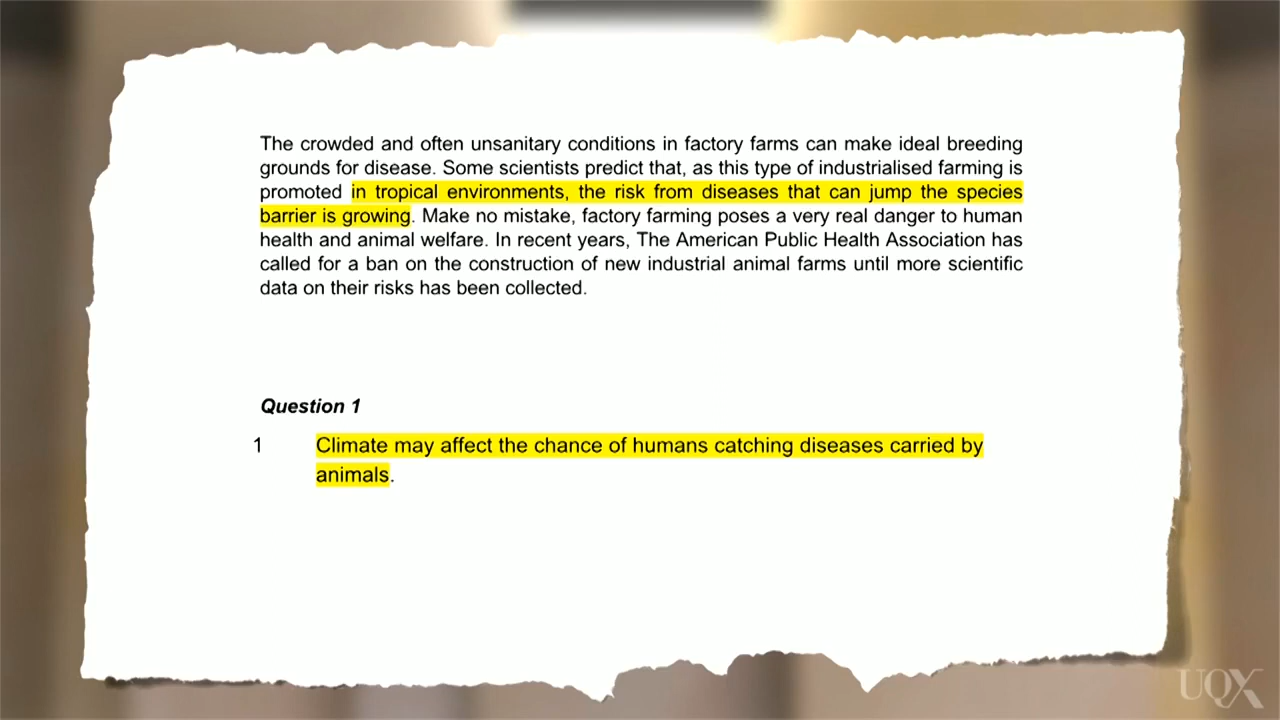 The crowded and often unsanitary conditions in factory farms can make ideal breeding
grounds for disease. Some scientists predict that, as this type of industrialised farming is
promoted in tropical environments, the risk from diseases that can jump the species
barrier is growing. Make no mistake, factory farming poses a very real danger to human
health and animal welfare. In recent years, The American Public Health Association has
called for a ban on the construction of new industrial animal farms until more scientific
data on their risks has been collected.
Question 1
1 Climate may affect the chance of humans catching diseases carried by
animals.
UQX